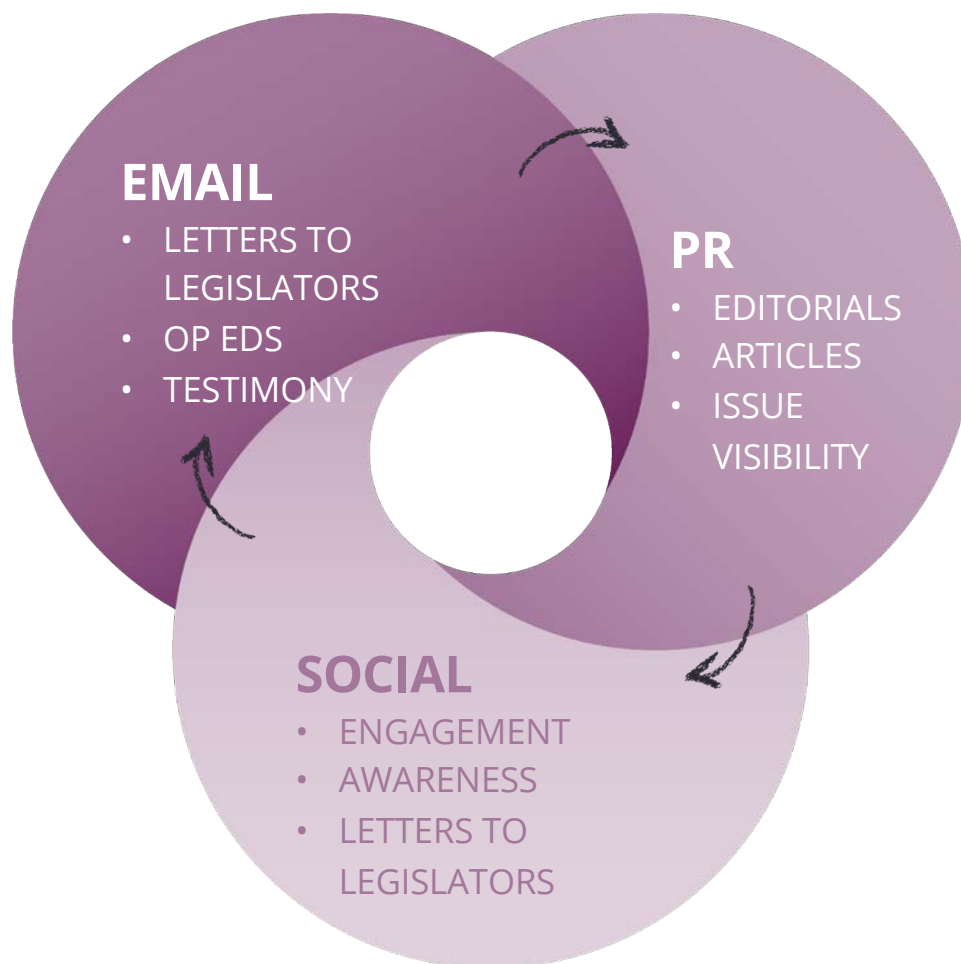 EMAIL
• LETTERS TO
LEGISLATORS
• OP EDS
• TESTIMONY
PR
• EDITORIALS
• ARTICLES
• ISSUE
VISIBILITY
SOCIAL
• ENGAGEMENT
• AWARENESS
• LETTERS TO
LEGISLATORS